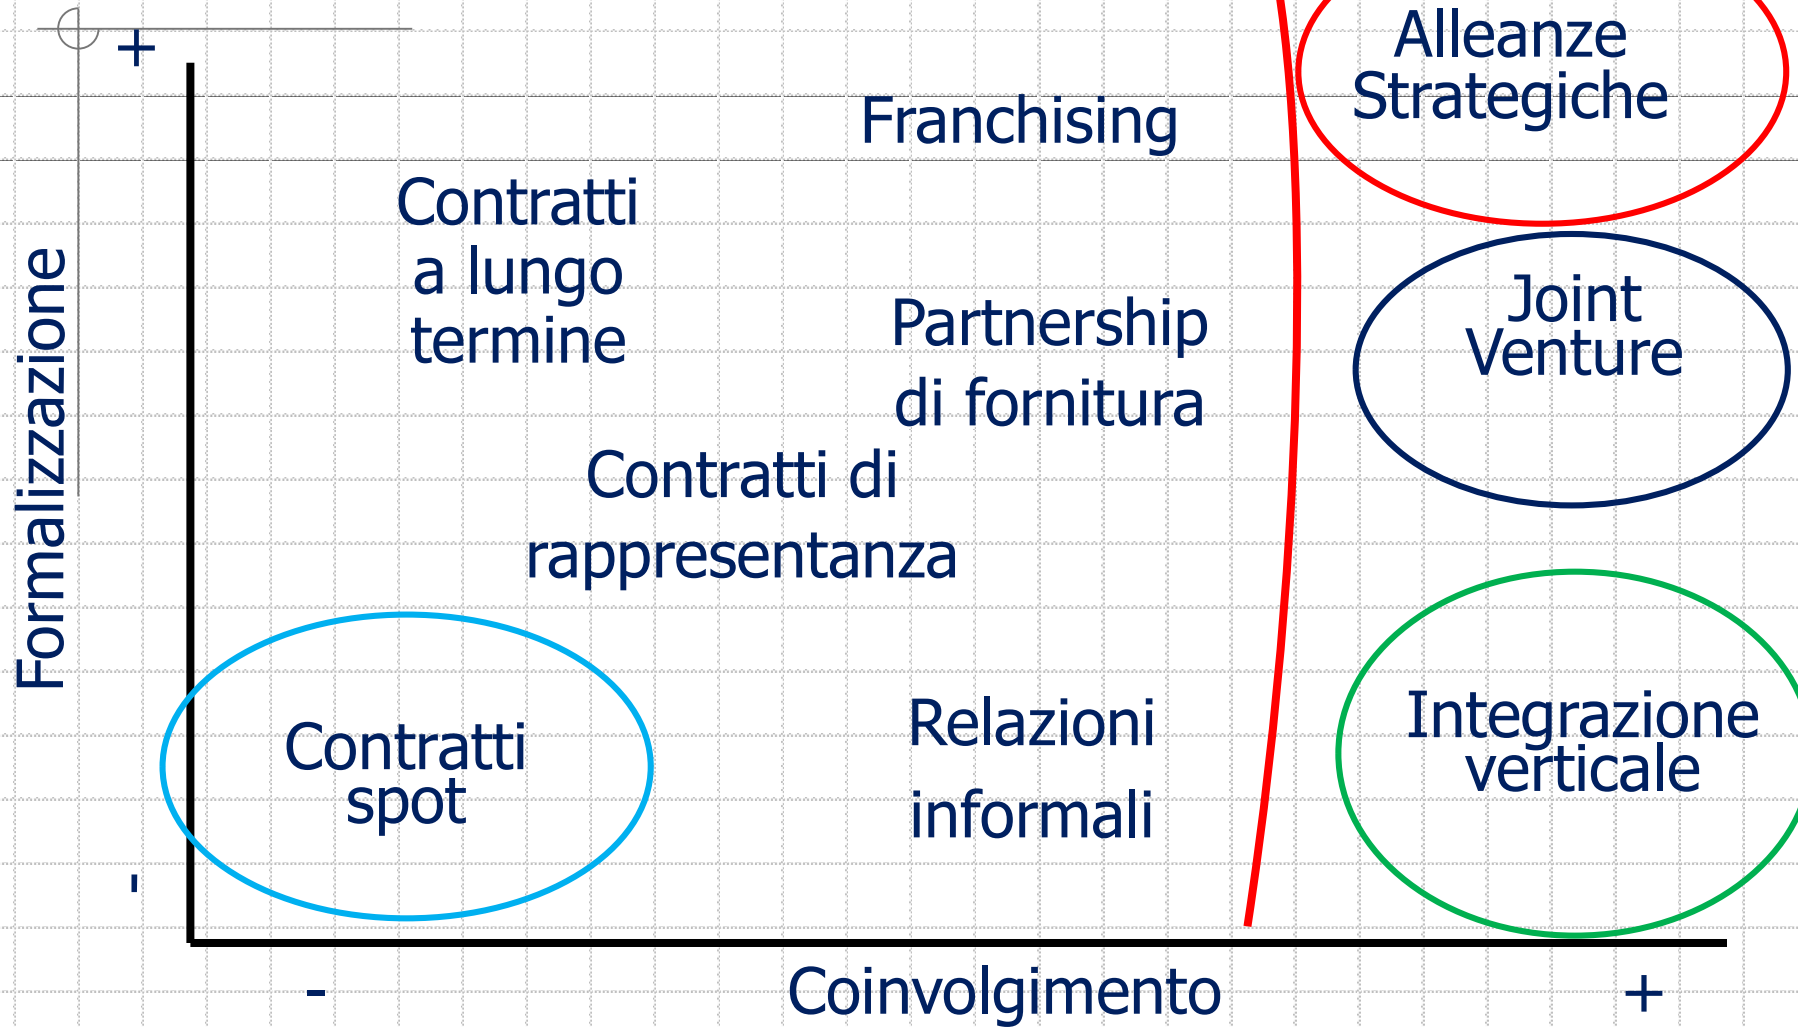 +
Alleanze
Strategiche
Franchising
Contratti
a lungo
termine
Formalizzazione
Partnership
di fornitura
Joint
Venture
Contratti di
rappresentanza
Contratti
spot
Relazioni
informali
Integrazione
verticale
-
-
Coinvolgimento
+